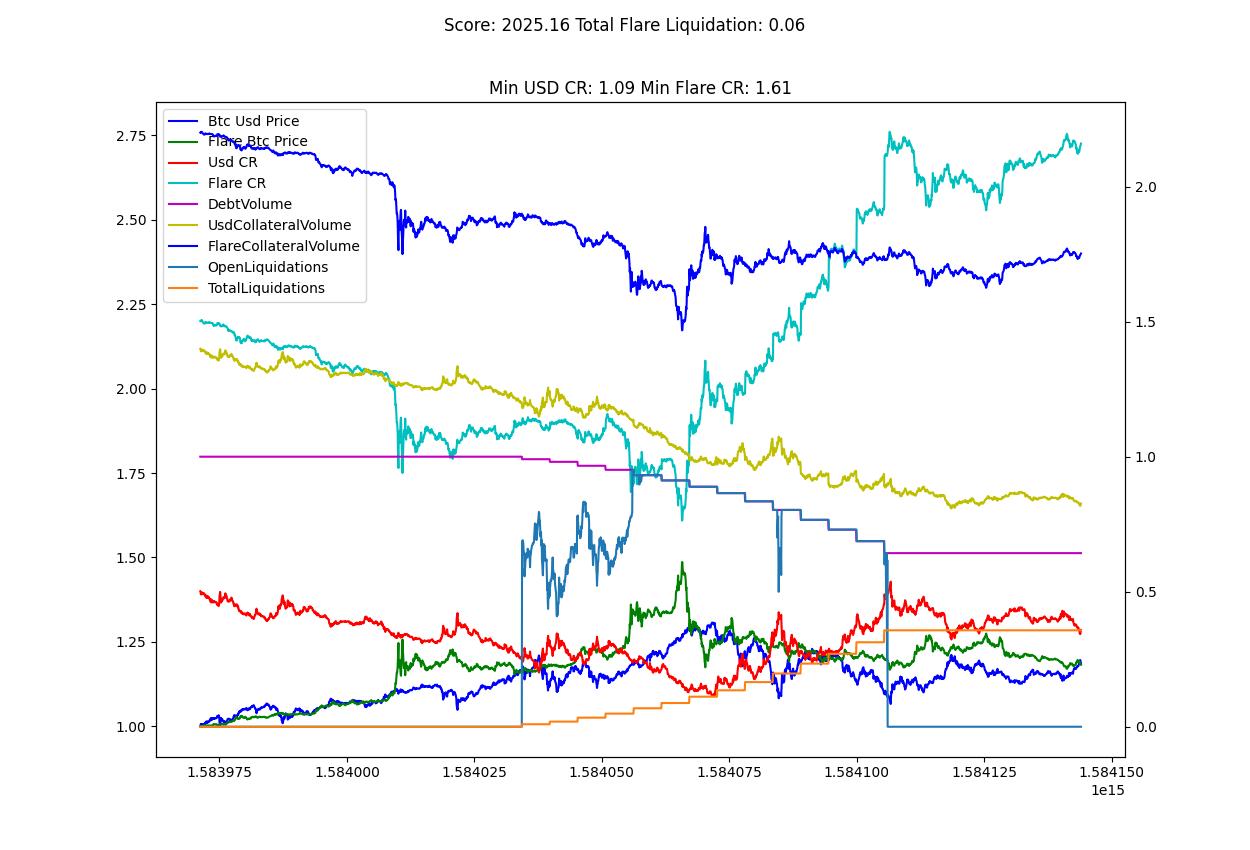 Score: 2025.16 Total Flare Liquidation: 0.06
Min USD CR: 1.09 Min Flare CR: 1.61
Btc Usd Price
Flare Btc Price
Usd CR
Flare CR
DebtVolume
UsdCollateralVolume
FlareCollateralVolume
OpenLiquidations
TotalLiquidations
2.75
2.50
2.25
2.00
1.75
1.50
1.25
1.00
2.0
1.5
1.0
0.5
0.0
1.583975 1.584000 1.584025 1.584050 1.584075 1.584100 1.584125 1.584150
1e15